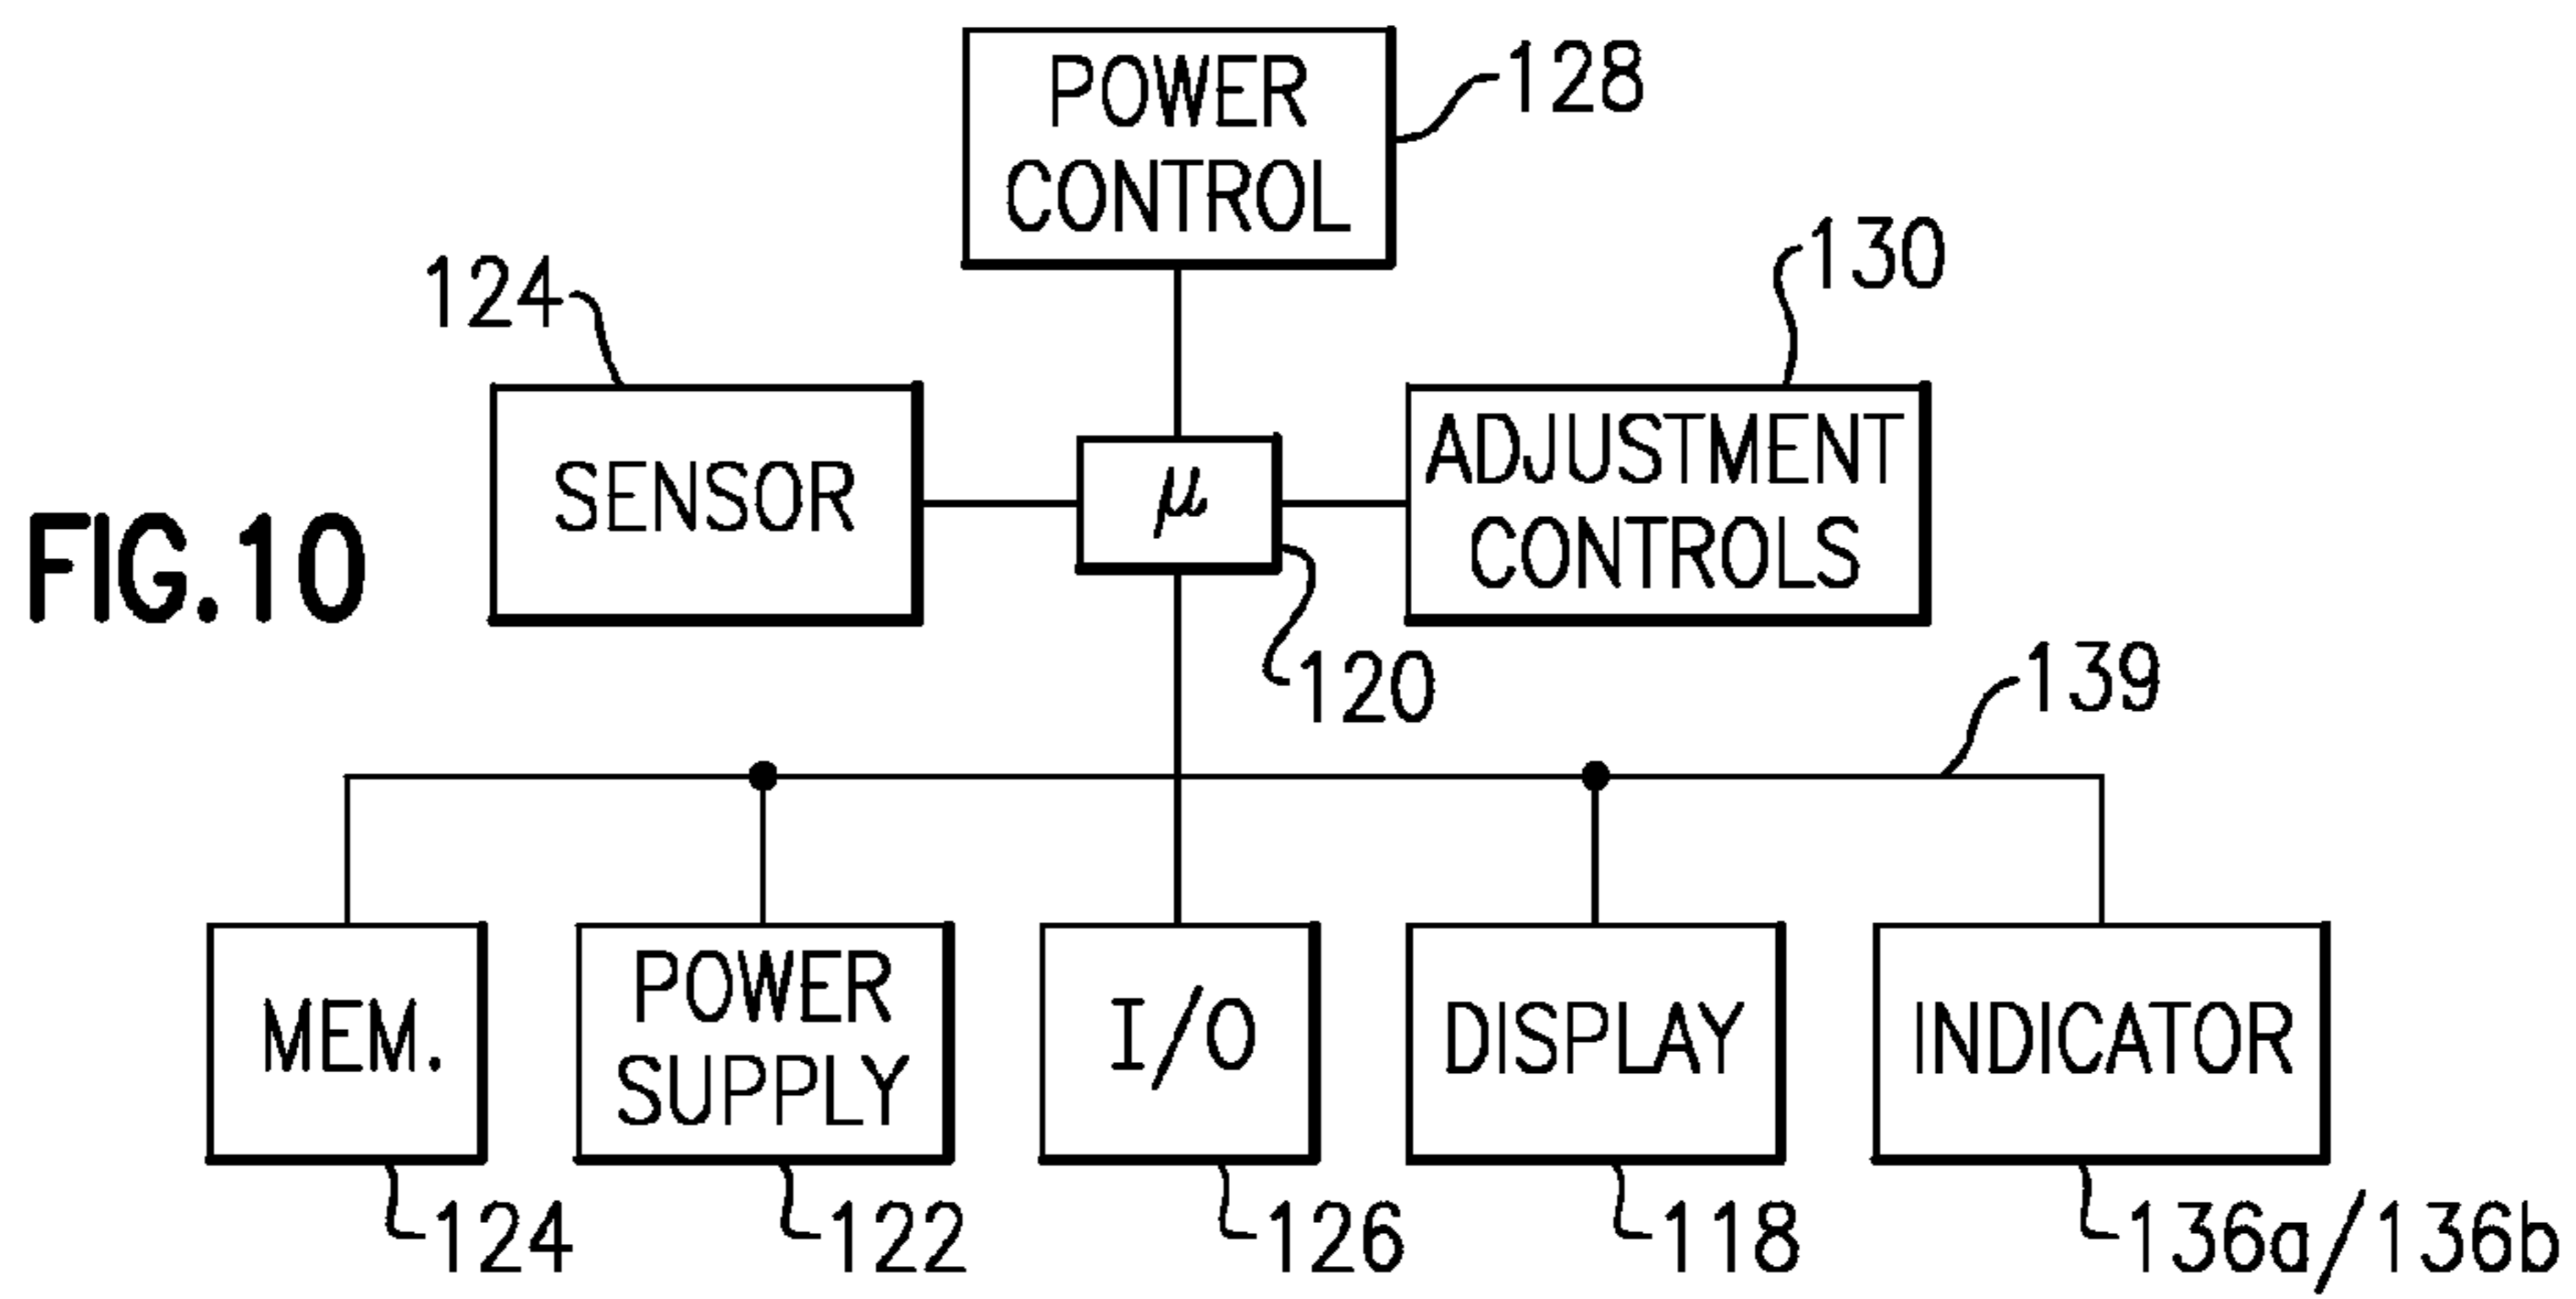 POWER
CONTROL
128
130
124
SENSOR
μ
ADJUSTMENT
CONTROLS
FIG.10
120
139
MEM.
POWER
SUPPLY
I/O
DISPLAY
INDICATOR
124
122
126
118
136a/136b